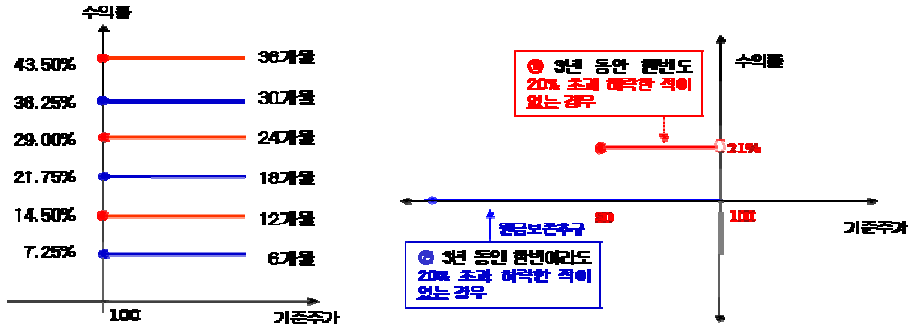 수익률
43.50%
36개월
36.25%
30개월
29.00%
24개월
21.75%
18개월
14.50%
12개월
7.25%
6개월
100
기준주가
수익률
① 3년 동안 한번도
20% 초과 하락한 적이
없는 경우
21%
80
100
기준주가
원금보존추구
② 3년 동안 한번이라도
20% 초과 하락한 적이
있는 경우